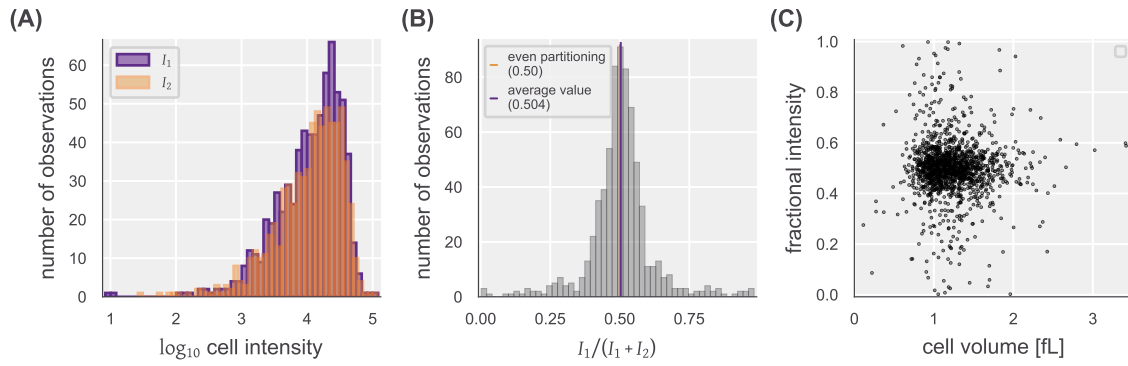 (A)
number of observations
60
50
40
30
20
10
0
I₁
I₂
1
2
3
4
5
log₁₀ cell intensity
(B)
number of observations
80
60
40
20
0
even partitioning
(0.50)
average value
(0.504)
0.00
0.25
0.50
0.75
I₁/(I₁ + I₂)
(C)
fractional intensity
1.0
0.8
0.6
0.4
0.2
0.0
0
1
2
3
cell volume [fL]